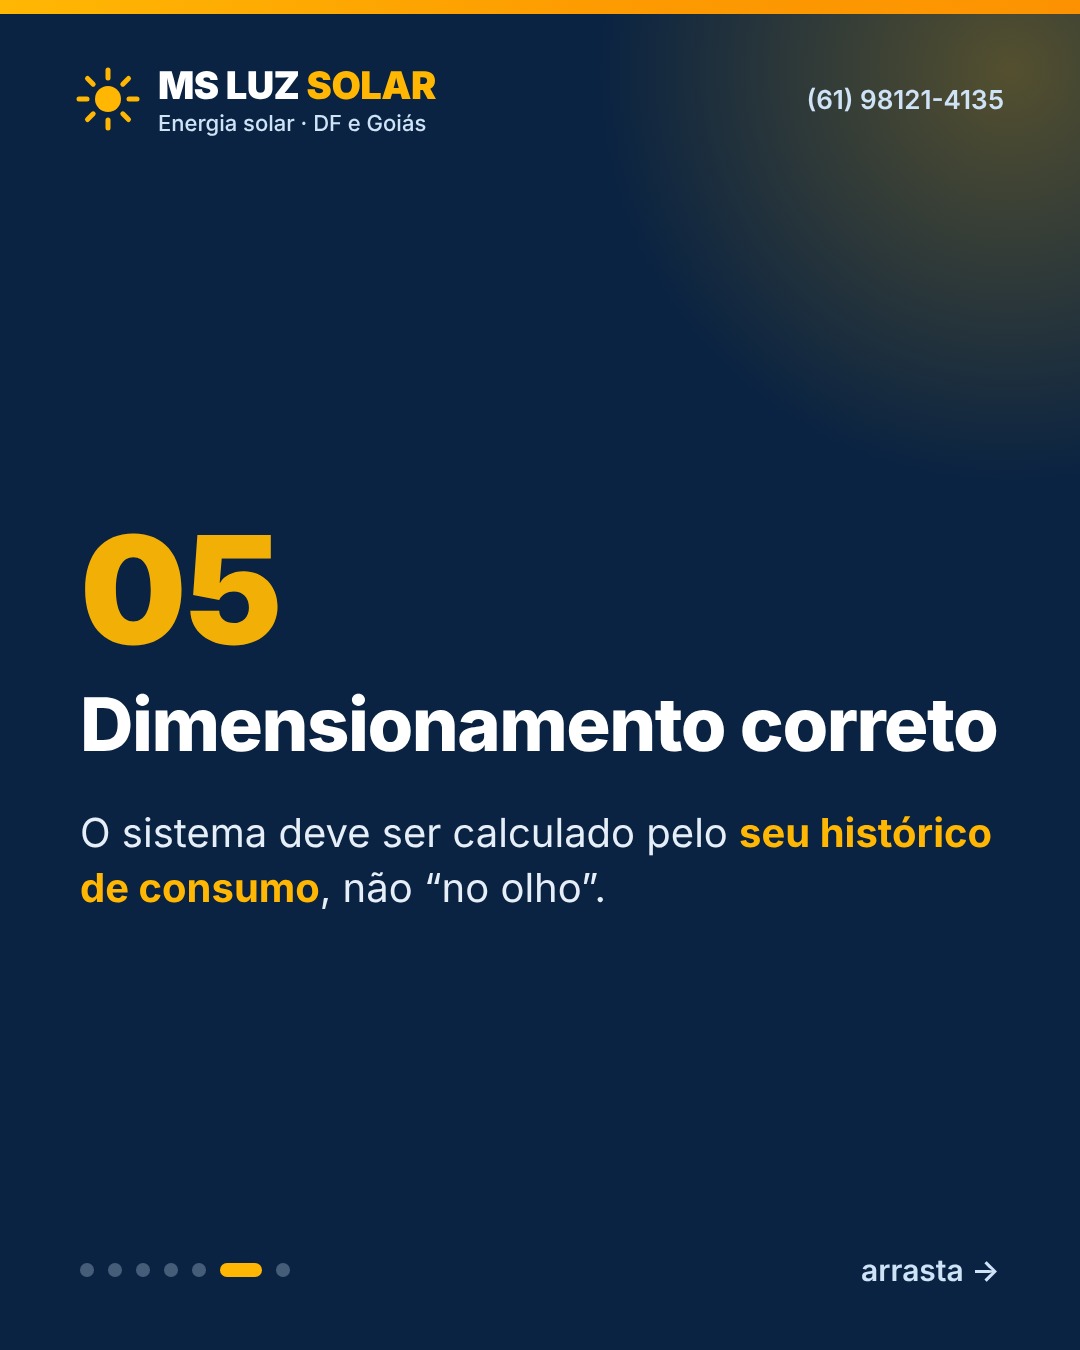 MS LUZ SOLAR
Energia solar · DF e Goiás
(61) 98121-4135
05
Dimensionamento correto
O sistema deve ser calculado pelo seu histórico
de consumo, não “no olho”.
arrasta →